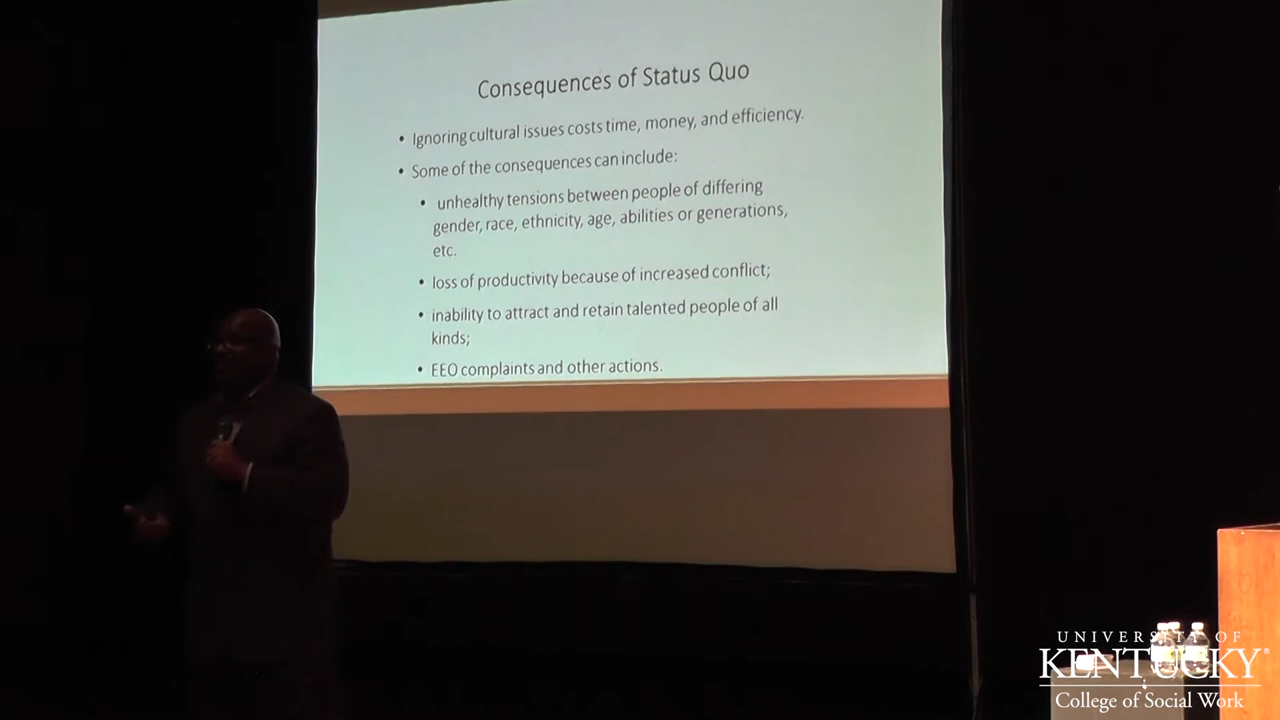 Consequences of Status Quo
• Ignoring cultural issues costs time, money, and efficiency.
• Some of the consequences can include:
• unhealthy tensions between people of differing
gender, race, ethnicity, age, abilities or generations,
etc.
• loss of productivity because of increased conflict;
• inability to attract and retain talented people of all
kinds;
• EEO complaints and other actions.
UNIVERSITY OF
KENTUCKY®
College of Social Work